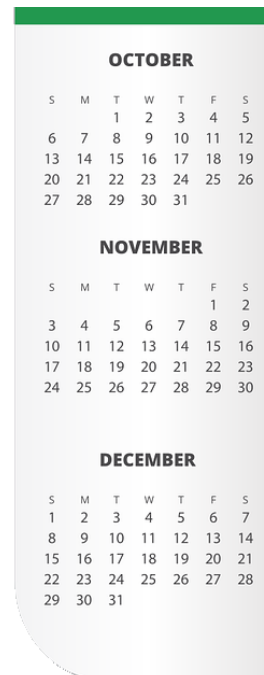 OCTOBER
S M T W T F S
1 2 3 4 5
6 7 8 9 10 11 12
13 14 15 16 17 18 19
20 21 22 23 24 25 26
27 28 29 30 31
NOVEMBER
S M T W T F S
1 2
3 4 5 6 7 8 9
10 11 12 13 14 15 16
17 18 19 20 21 22 23
24 25 26 27 28 29 30
DECEMBER
S M T W T F S
1 2 3 4 5 6 7
8 9 10 11 12 13 14
15 16 17 18 19 20 21
22 23 24 25 26 27 28
29 30 31